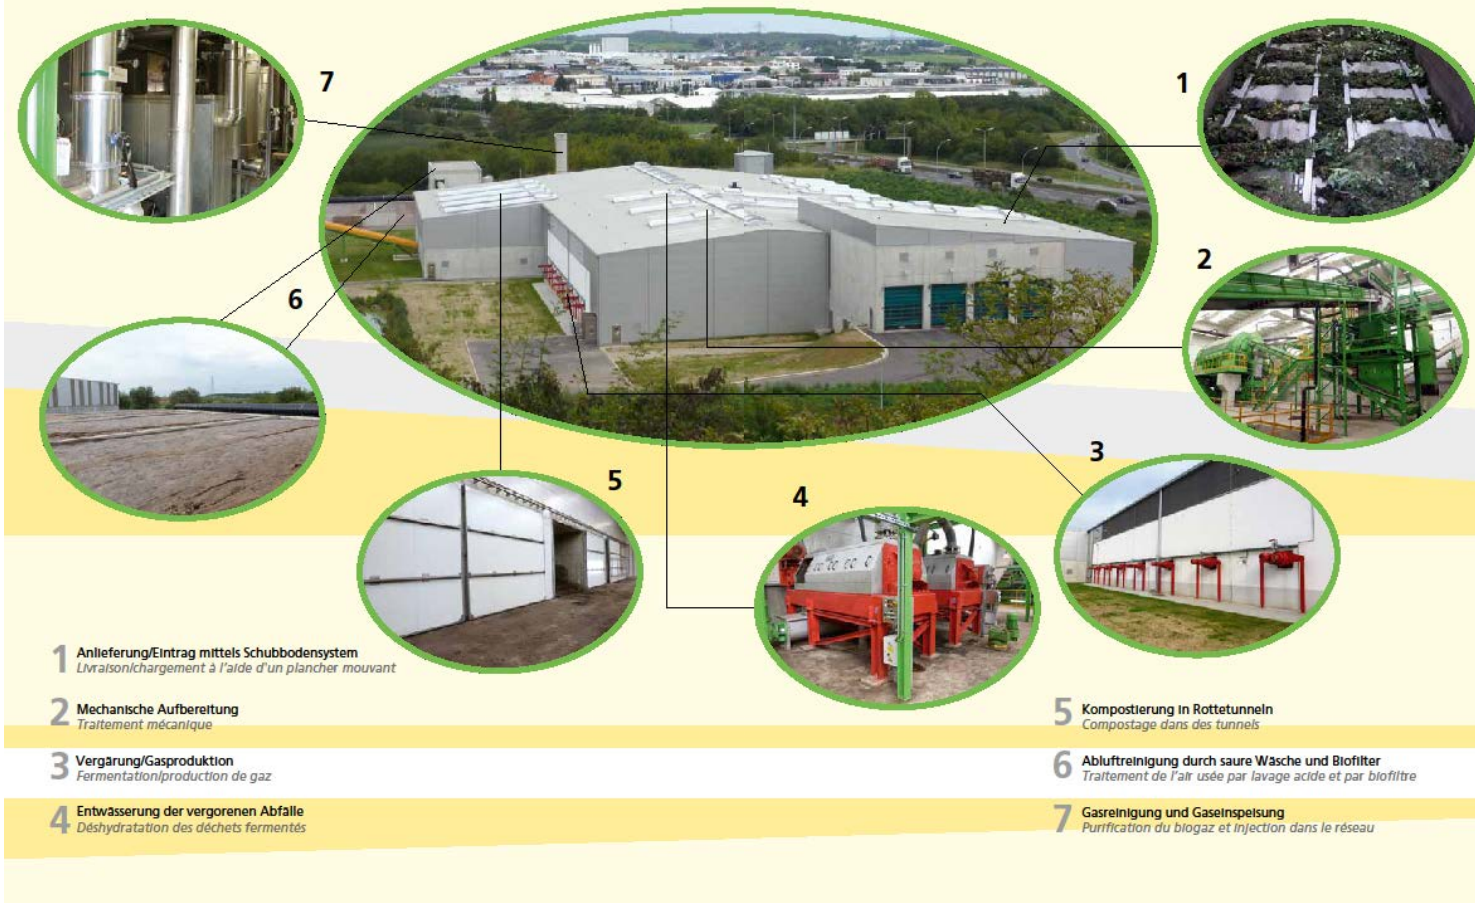 7
1
2
6
3
5
4
1 Anlieferung/Eintrag mittels Schubbodensystem
Livraison/chargement à l'aide d'un plancher mouvant
2 Mechanische Aufbereitung
Traitement mécanique
3 Vergärung/Gasproduktion
Fermentation/production de gaz
4 Entwässerung der vergorenen Abfälle
Déshydratation des déchets fermentés
5 Kompostierung in Rottetunneln
Compostage dans des tunnels
6 Abluftreinigung durch saure Wäsche und Biofilter
Traitement de l'air usée par lavage acide et par biofiltre
7 Gasreinigung und Gaseinspeisung
Purification du biogaz et injection dans le réseau